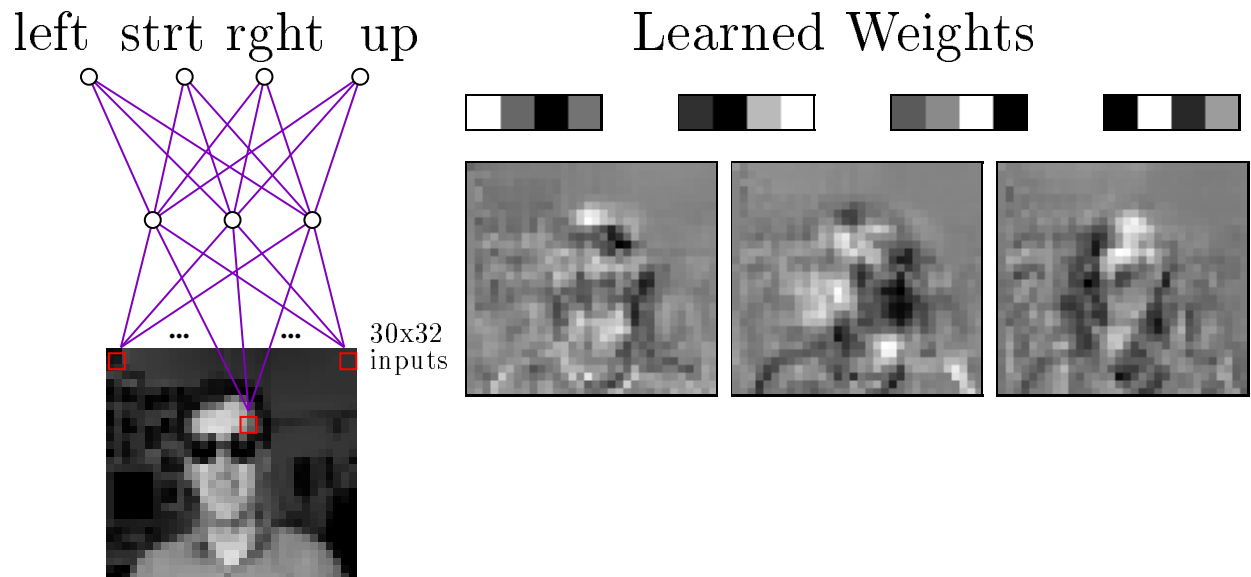 left strt rght up
Learned Weights
... ...
30x32
inputs